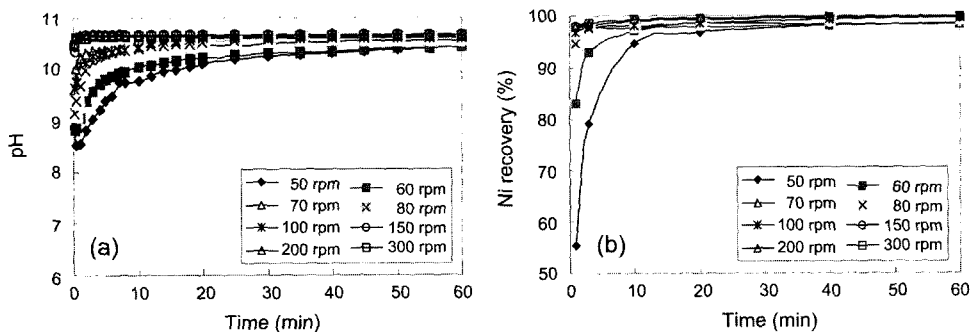 11
10
9
8
7
6
pH
0 10 20 30 40 50 60
Time (min)
(a)
50 rpm
60 rpm
70 rpm
80 rpm
100 rpm
150 rpm
200 rpm
300 rpm
100
90
80
70
60
50
Ni recovery (%)
0 10 20 30 40 50 60
Time (min)
(b)
50 rpm
60 rpm
70 rpm
80 rpm
100 rpm
150 rpm
200 rpm
300 rpm